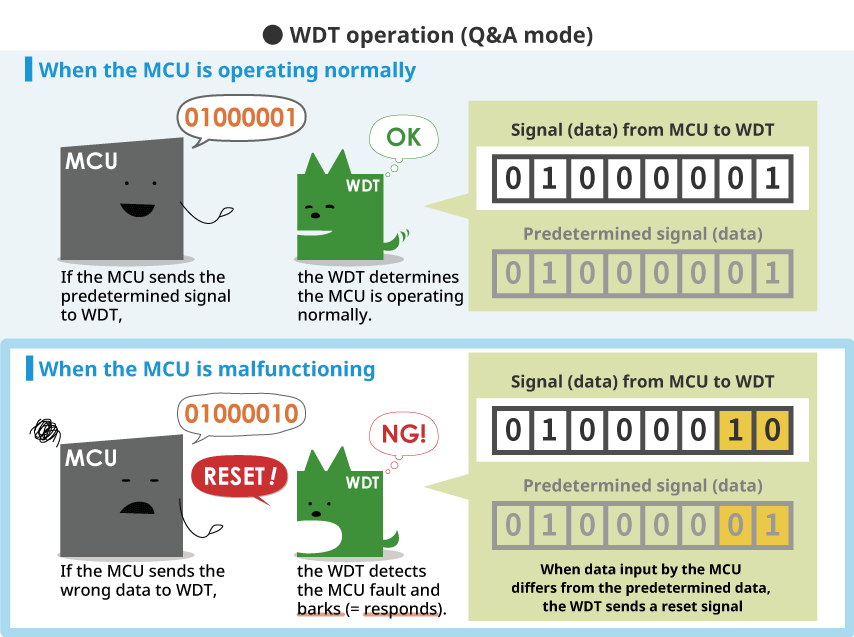 ● WDT operation (Q&A mode)
When the MCU is operating normally
01000001
MCU
OK
WDT
If the MCU sends the
predetermined signal
to WDT,
the WDT determines
the MCU is operating
normally.
Signal (data) from MCU to WDT
0 1 0 0 0 0 0 1
Predetermined signal (data)
0 1 0 0 0 0 0 1
When the MCU is malfunctioning
01000010
MCU
RESET!
NG!
WDT
If the MCU sends the
wrong data to WDT,
the WDT detects
the MCU fault and
barks (= responds).
Signal (data) from MCU to WDT
0 1 0 0 0 0 1 0
Predetermined signal (data)
0 1 0 0 0 0 0 1
When data input by the MCU
differs from the predetermined data,
the WDT sends a reset signal